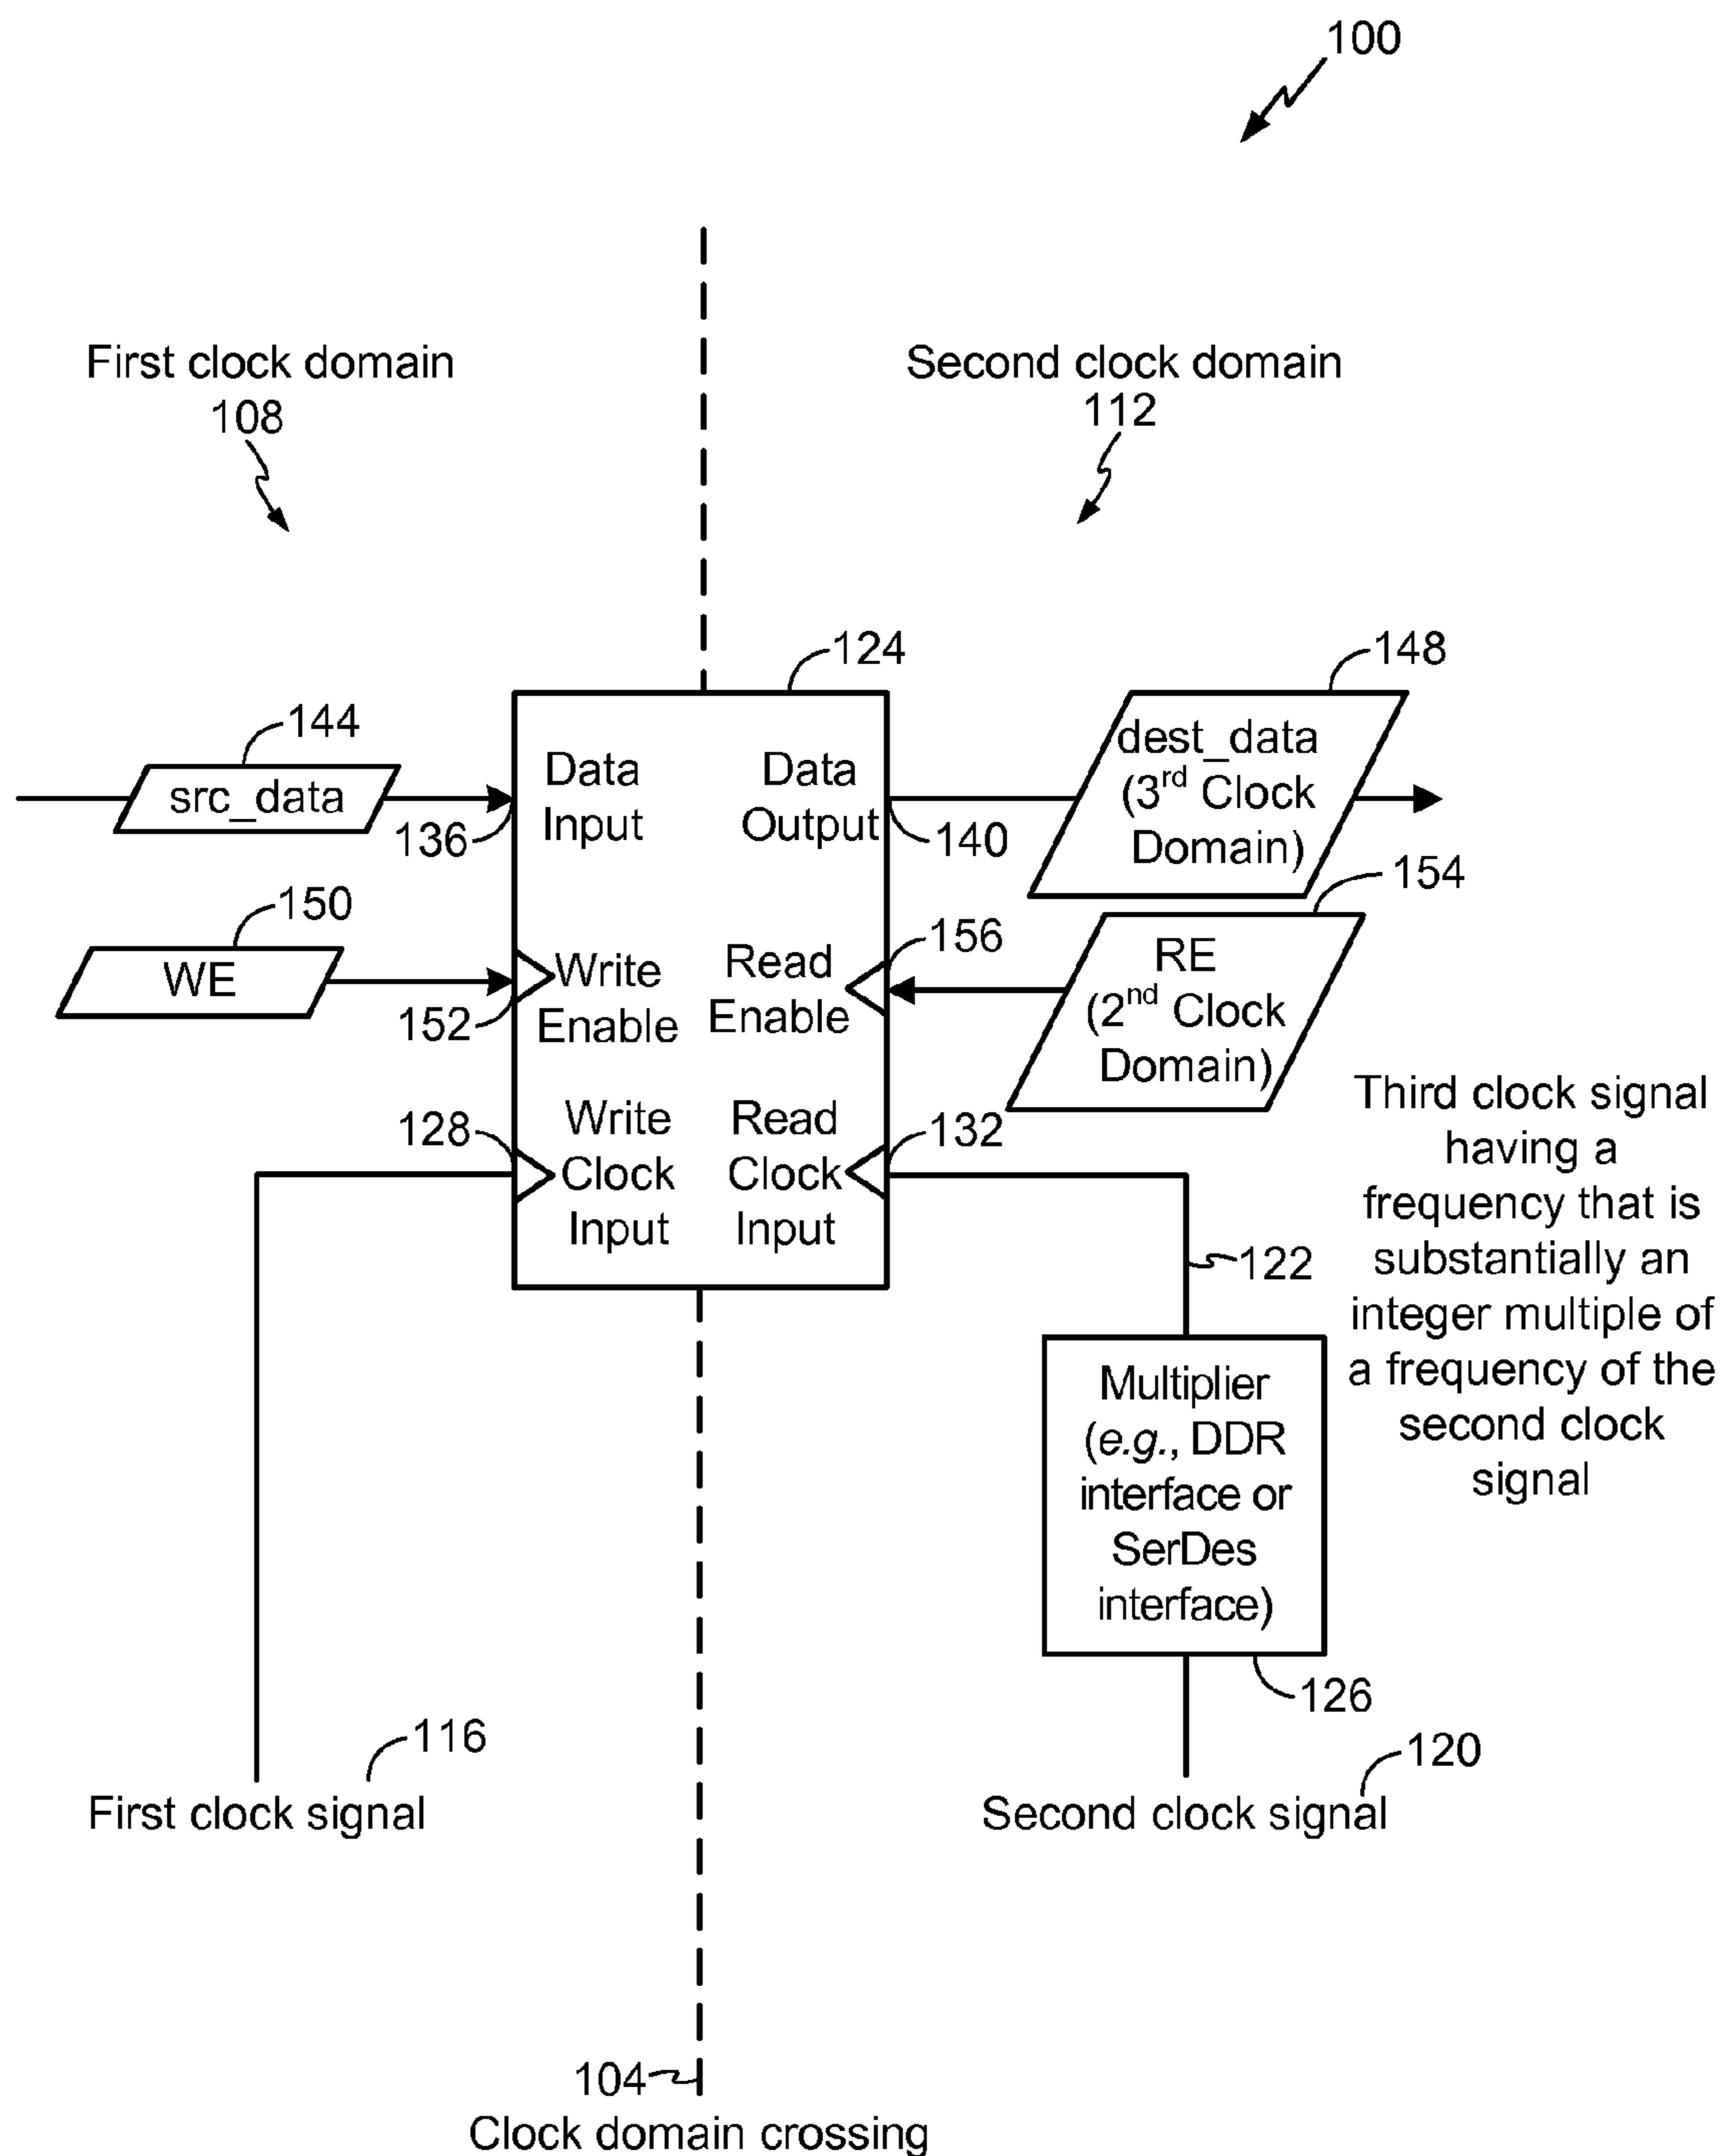 100
First clock domain
108
Second clock domain
112
124
148
144
src_data
136
Data
Input
Data
Output
140
dest_data
(3rd Clock
Domain)
154
150
WE
152
Write
Enable
Read
Enable
156
RE
(2nd Clock
Domain)
128
Write
Clock
Input
Read
Clock
Input
132
122
Third clock signal
having a
frequency that is
substantially an
integer multiple of
a frequency of the
second clock
signal
Multiplier
(e.g., DDR
interface or
SerDes
interface)
126
116
First clock signal
120
Second clock signal
104
Clock domain crossing